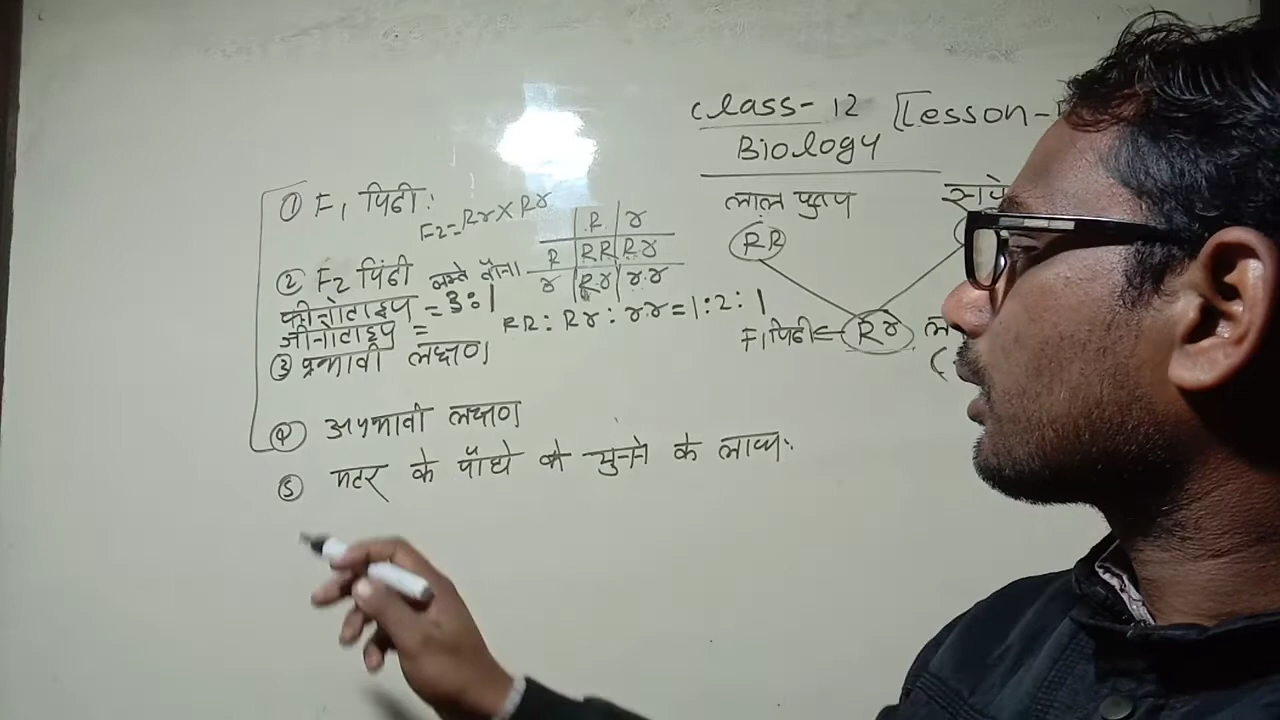 Class-12 [Lesson-
Biology
① F1 पिढी:
F2=Rr×Rr
R r
R RR Rr
r Rr r.r
② F2 पिढी लम्बे बौना
फीनोटाइप =3:1
जीनोटाइप =
RR: Rr: r.r=1:2:1
③ प्रभावी लक्षण
④ अप्रभावी लक्षण
⑤ मटर के पौधे को चुनने के लाभ:
लाल पुष्प
RR
F1 पिढी⇐ Rr